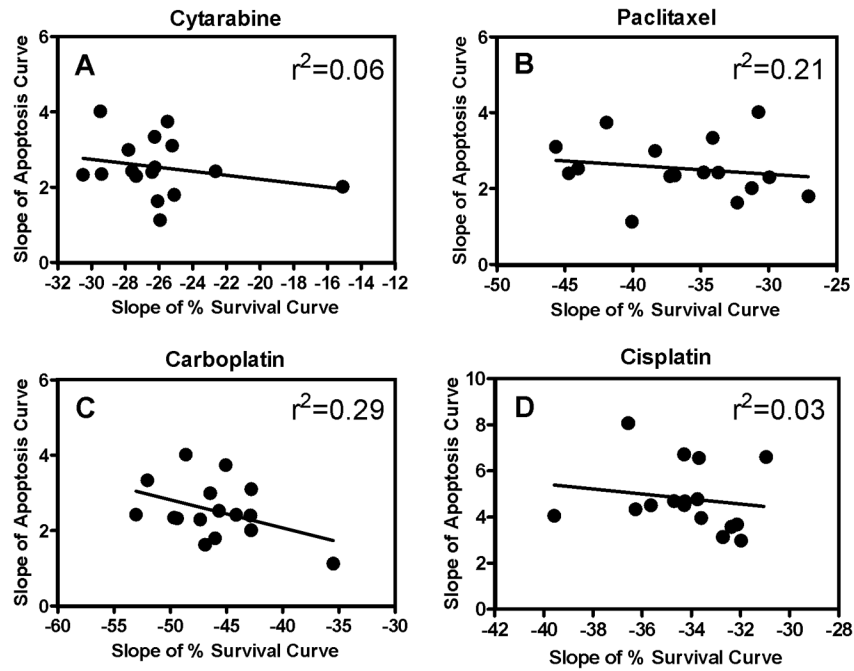 Cytarabine
A
r²=0.06
Slope of Apoptosis Curve
6
4
2
0
-32 -30 -28 -26 -24 -22 -20 -18 -16 -14 -12
Slope of % Survival Curve
Paclitaxel
B
r²=0.21
Slope of Apoptosis Curve
6
4
2
0
-50 -45 -40 -35 -30 -25
Slope of % Survival Curve
Carboplatin
C
r²=0.29
Slope of Apoptosis Curve
6
4
2
0
-60 -55 -50 -45 -40 -35 -30
Slope of % Survival Curve
Cisplatin
D
r²=0.03
Slope of Apoptosis Curve
10
8
6
4
2
0
-42 -40 -38 -36 -34 -32 -30 -28
Slope of % Survival Curve